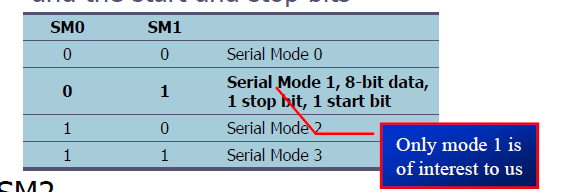 and the start and stop bits
SM0 SM1
0 0 Serial Mode 0
0 1 Serial Mode 1, 8-bit data,
1 stop bit, 1 start bit
1 0 Serial Mode 2
1 1 Serial Mode 3
Only mode 1 is
of interest to us
SM2